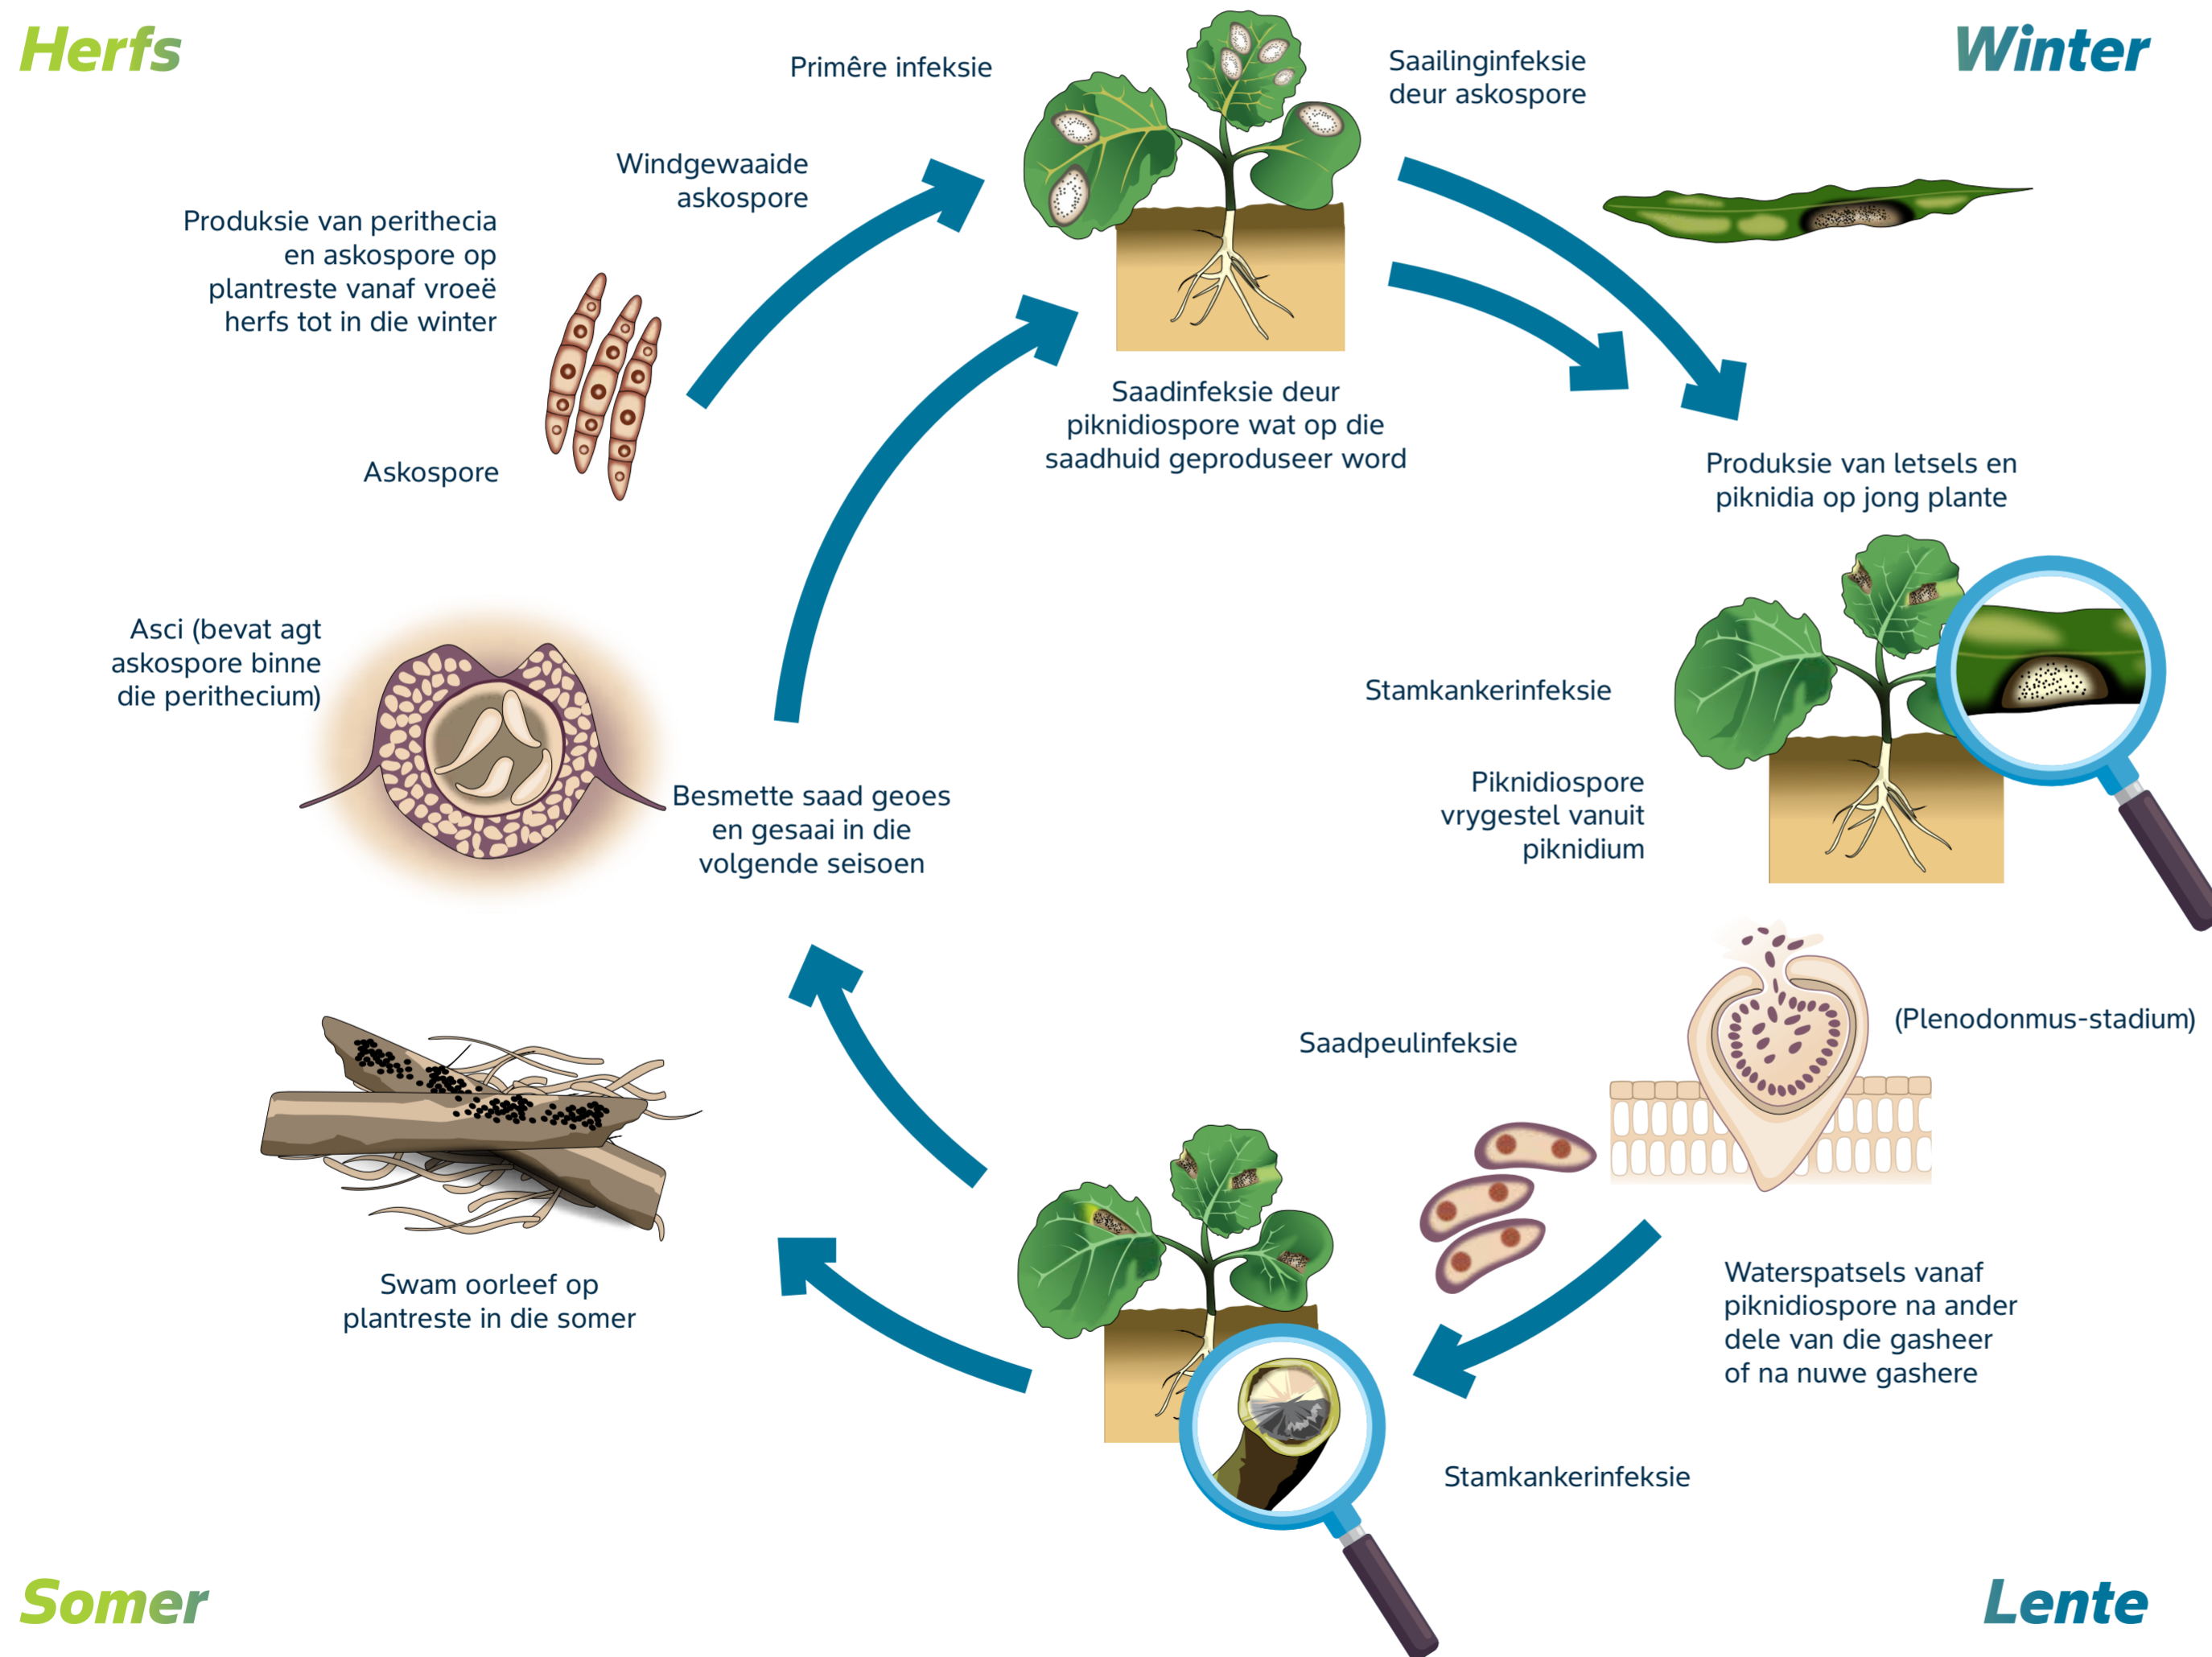 Herfs
Winter
Primêre infeksie
Saailinginfeksie
deur askospore
Windgewaaide
askospore
Produksie van perithecia
en askospore op
plantreste vanaf vroeë
herfs tot in die winter
Askospore
Saadinfeksie deur
piknidiospore wat op die
saadhuid geproduseer word
Produksie van letsels en
piknidia op jong plante
Asci (bevat agt
askospore binne
die perithecium)
Stamkankerinfeksie
Besmette saad geoes
en gesaai in die
volgende seisoen
Piknidiospore
vrygestel vanuit
piknidium
(Plenodonmus-stadium)
Saadpeulinfeksie
Swam oorleef op
plantreste in die somer
Waterspatsels vanaf
piknidiospore na ander
dele van die gasheer
of na nuwe gashere
Stamkankerinfeksie
Somer
Lente